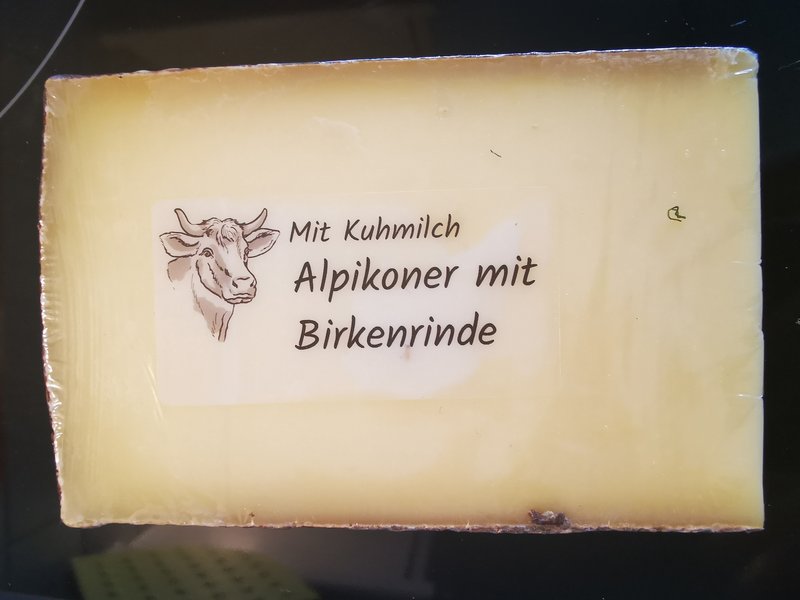 Mit Kuhmilch
Alpikoner mit
Birkenrinde